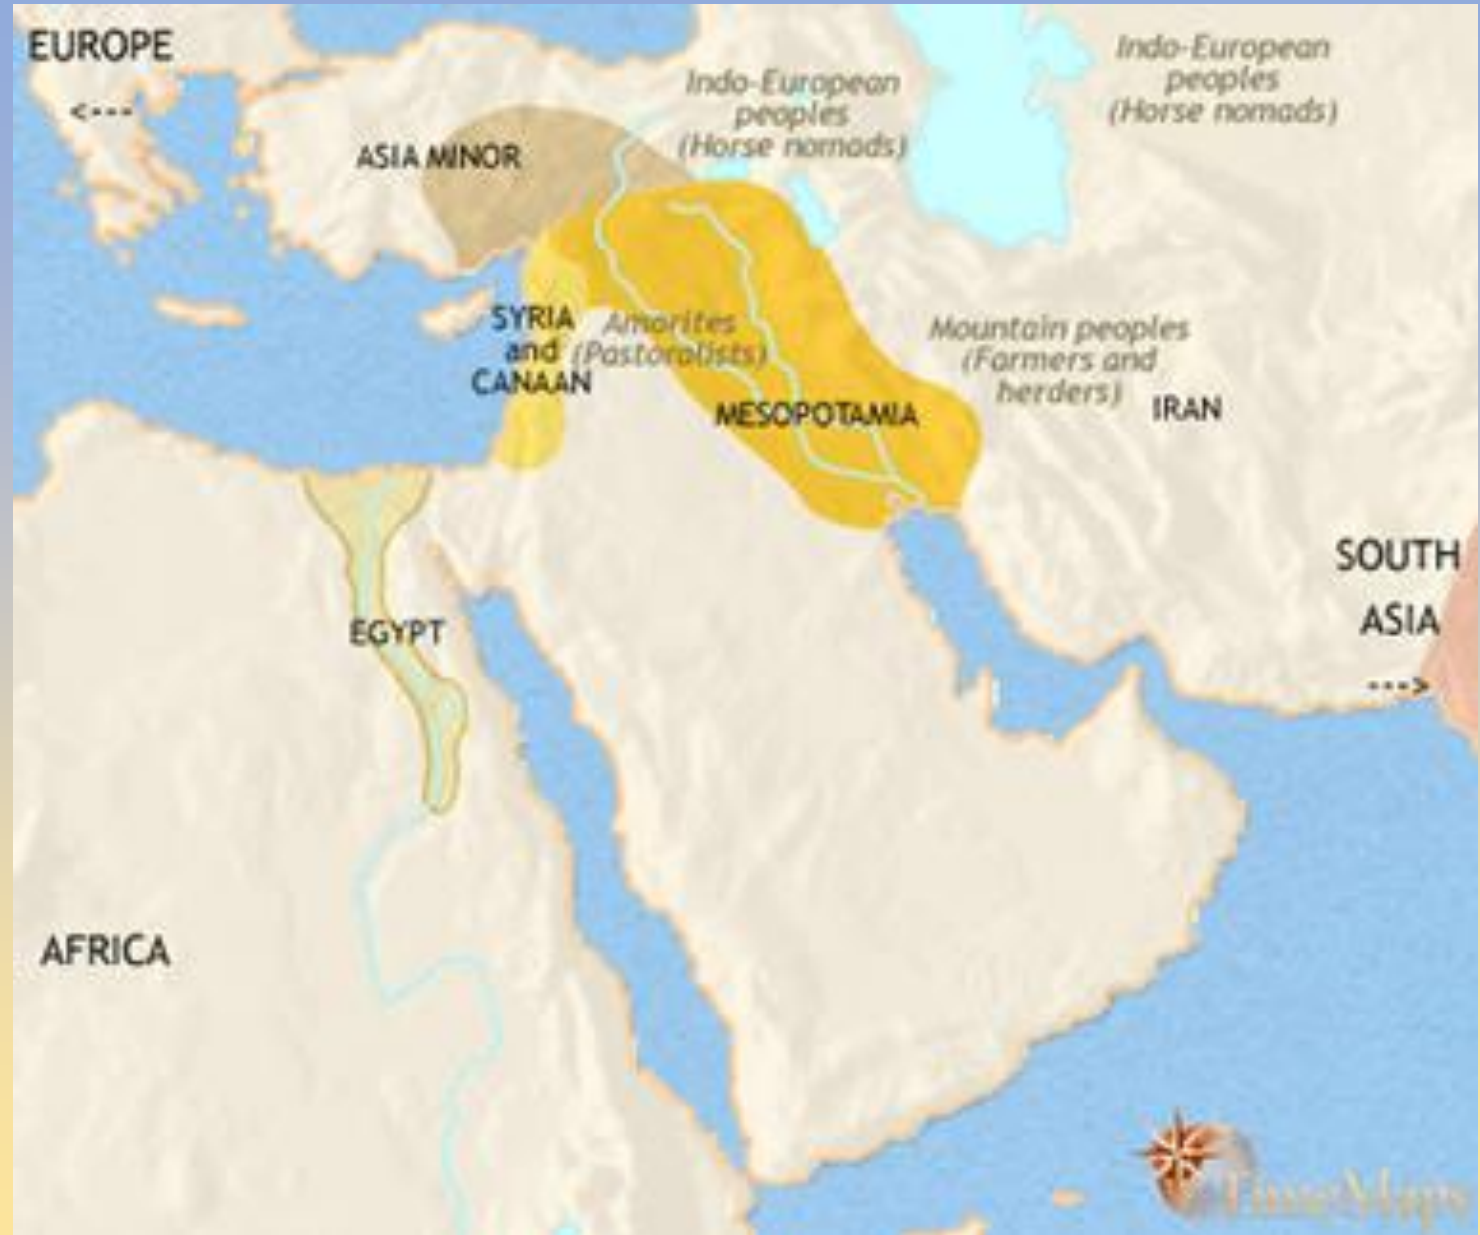 EUROPE
<---
Indo-European
peoples
(Horse nomads)
Indo-European
peoples
(Horse nomads)
ASIA MINOR
SYRIA
and
CANAAN
Amorites
(Pastoralists)
Mountain peoples
(Farmers and
herders)
IRAN
MESOPOTAMIA
SOUTH
ASIA
--->
EGYPT
AFRICA
TimeMaps